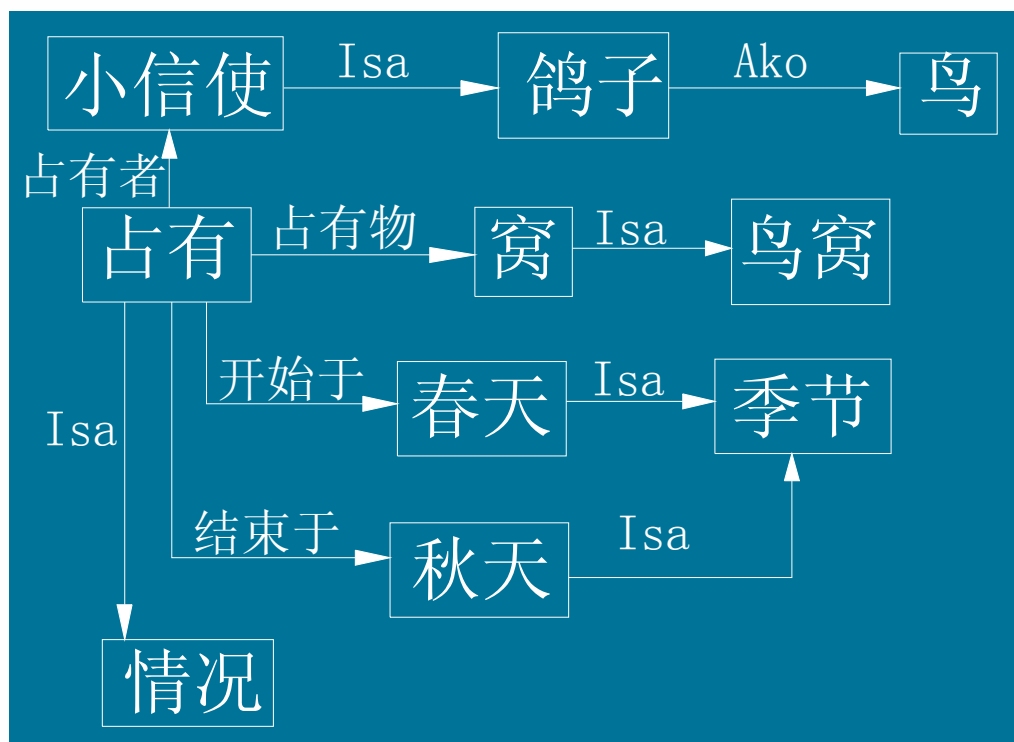 小信使 Isa 鸽子 Ako 鸟
占有者
占有 占有物 窝 Isa 鸟窝
开始于 春天 Isa 季节
Isa
结束于 秋天 Isa
情况